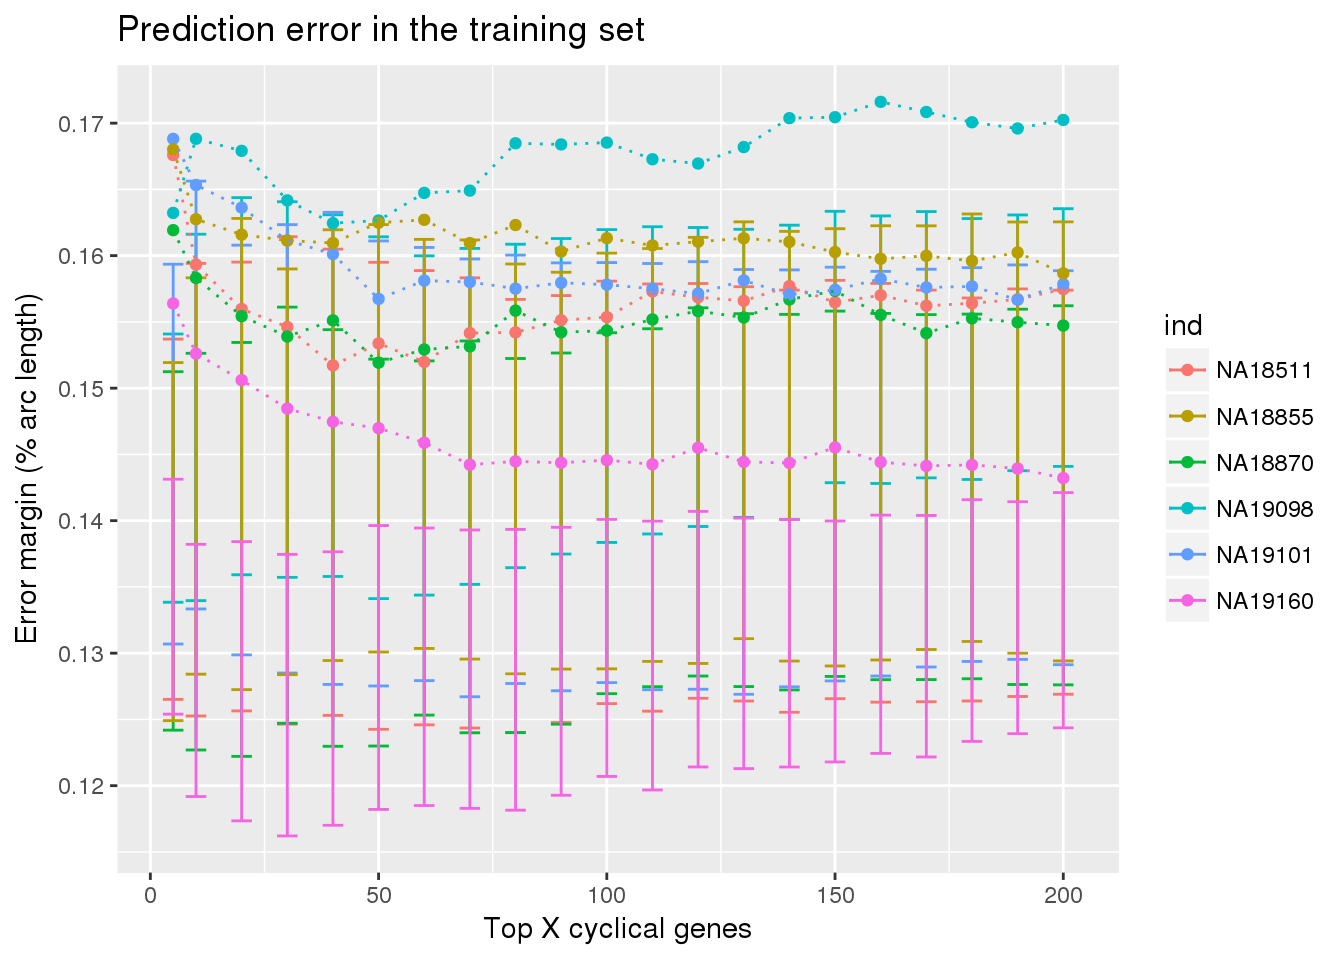 Prediction error in the training set
Error margin (% arc length)
0.17
0.16
0.15
0.14
0.13
0.12
0
50
100
150
200
Top X cyclical genes
ind
NA18511
NA18855
NA18870
NA19098
NA19101
NA19160